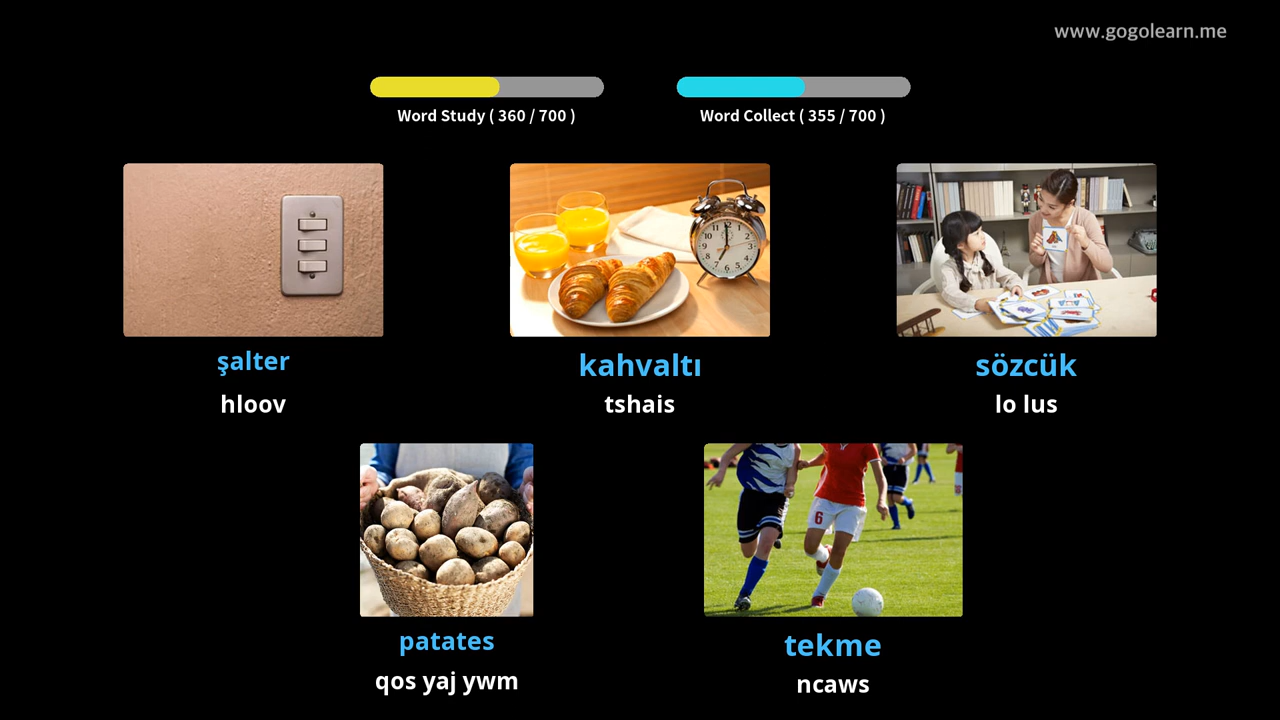 www.gogolearn.me
Word Study ( 360 / 700 )
Word Collect ( 355 / 700 )
şalter
hloov
kahvaltı
tshais
sözcük
lo lus
patates
qos yaj ywm
tekme
ncaws